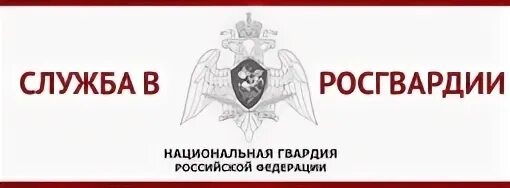 СЛУЖБА В РОСГВАРДИИ
НАЦИОНАЛЬНАЯ ГВАРДИЯ
РОССИЙСКОЙ ФЕДЕРАЦИИ